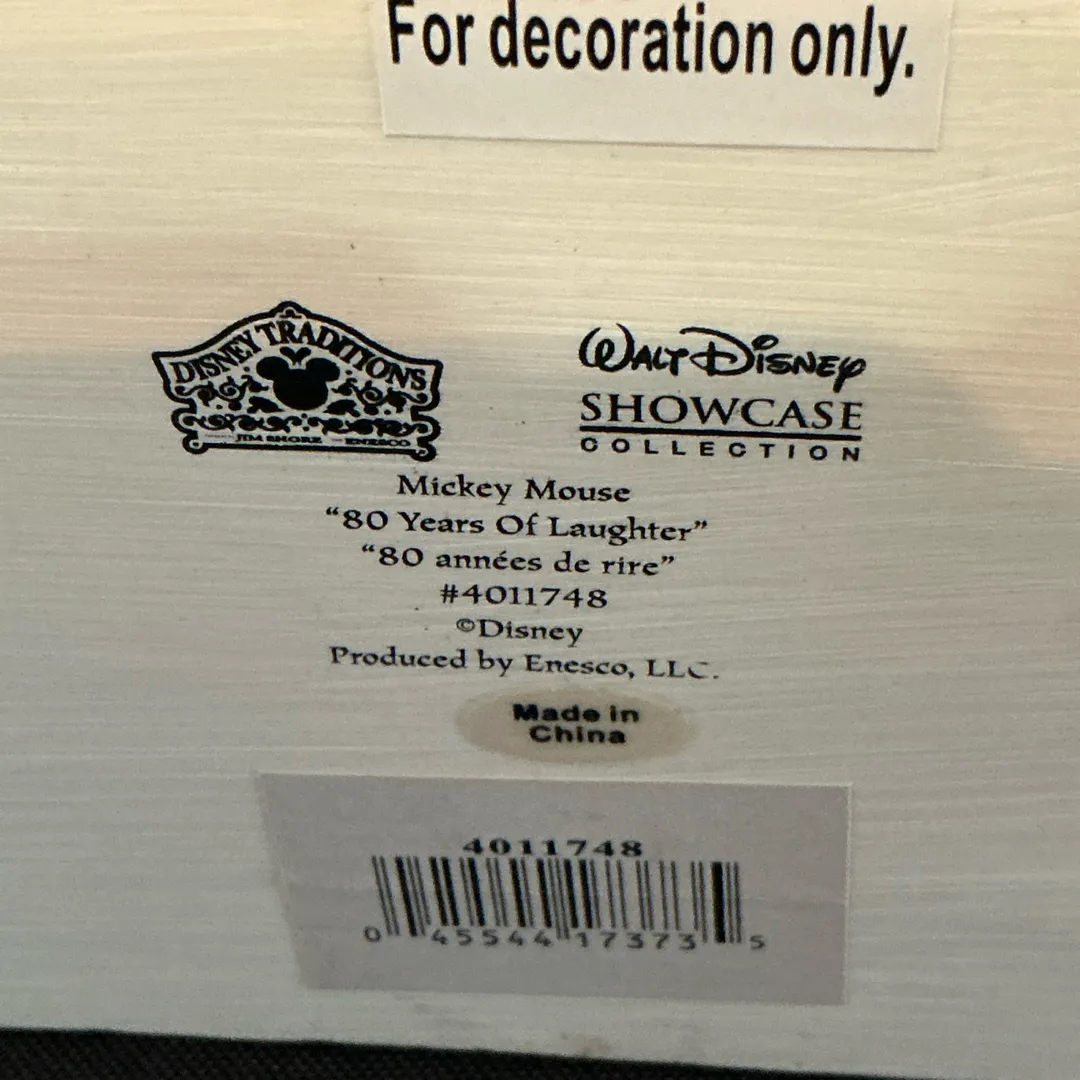 For decoration only.
DISNEY TRADITIONS
JIM SHORE ENESCO
WALT DISNEY
SHOWCASE
COLLECTION
Mickey Mouse
“80 Years Of Laughter”
“80 années de rire”
#4011748
©Disney
Produced by Enesco, LLC.
Made in
China
4011748
0 45544 17373 5